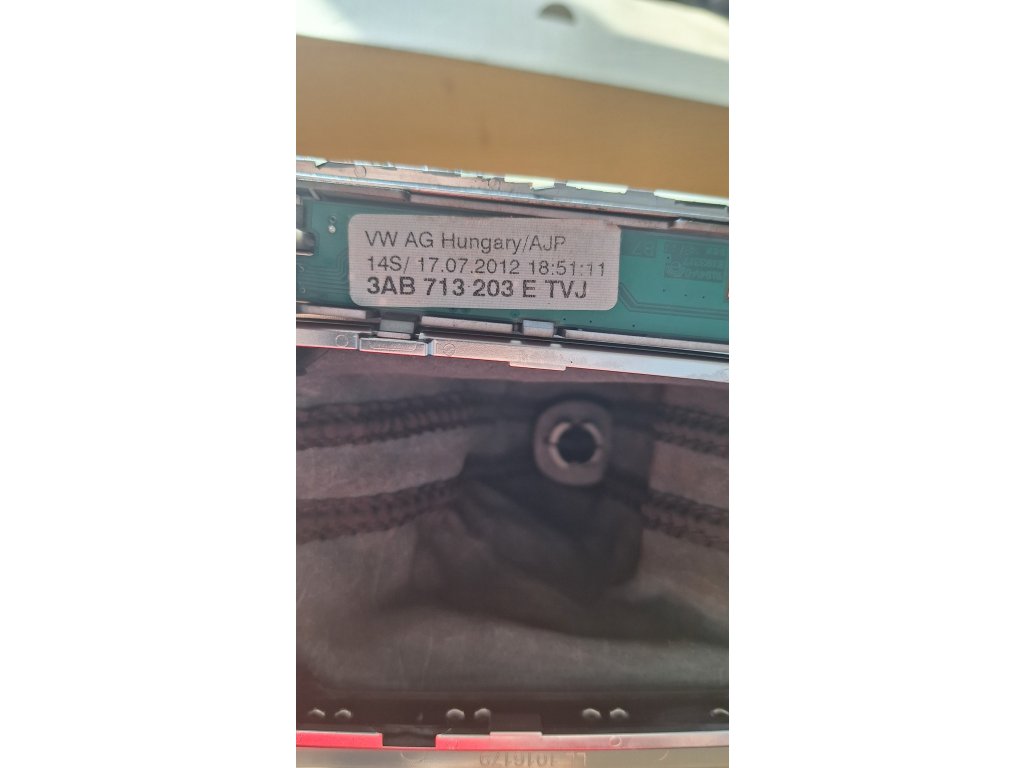 VW AG Hungary/AJP
14S/ 17.07.2012 18:51:11
3AB 713 203 E TVJ